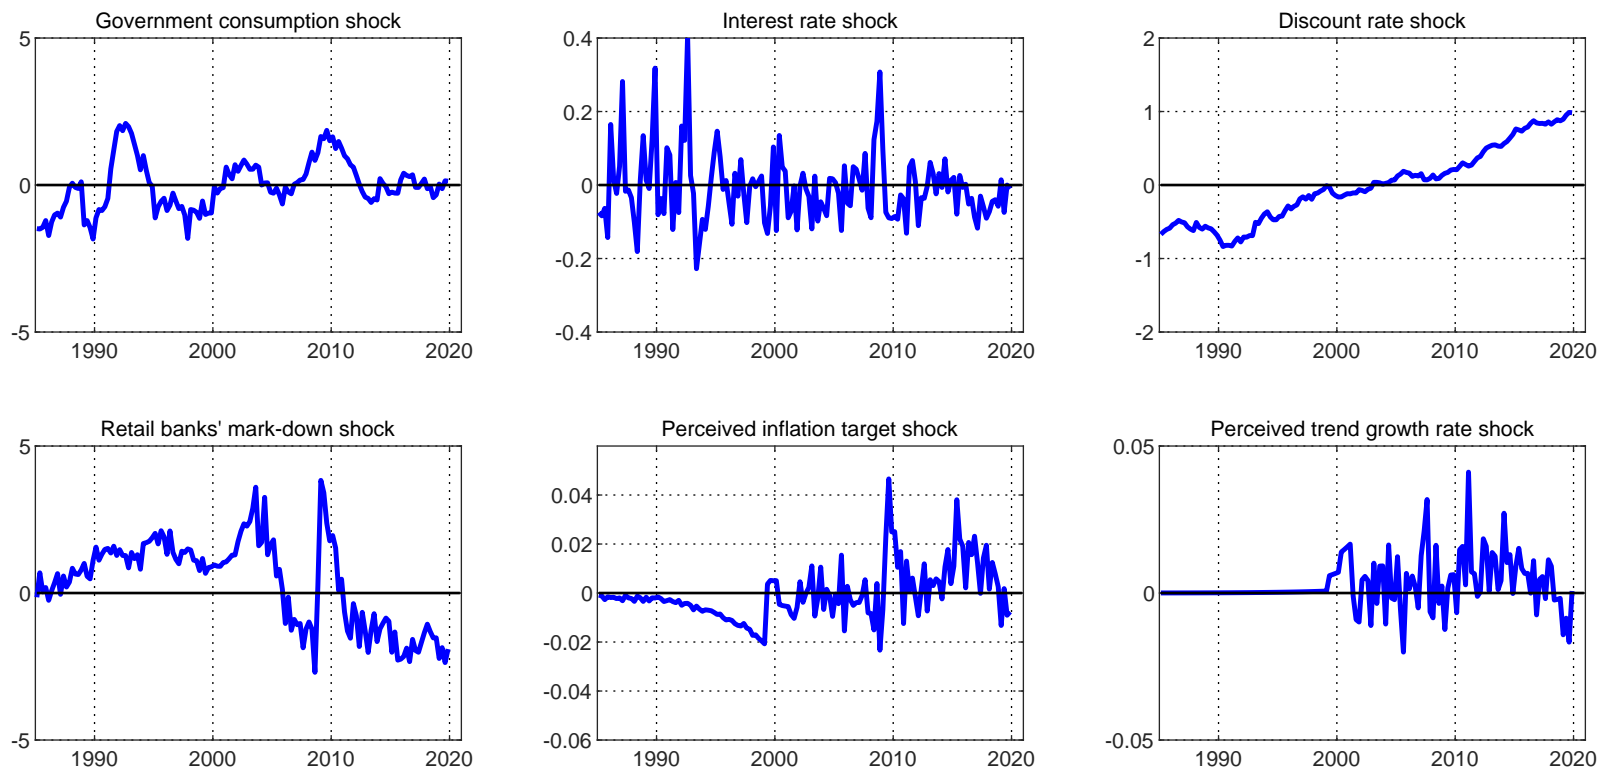 Government consumption shock
5
0
-5
1990 2000 2010 2020
Interest rate shock
0.4
0.2
0
-0.2
-0.4
1990 2000 2010 2020
Discount rate shock
2
1
0
-1
-2
1990 2000 2010 2020
Retail banks' mark-down shock
5
0
-5
1990 2000 2010 2020
Perceived inflation target shock
0.04
0.02
0
-0.02
-0.04
-0.06
1990 2000 2010 2020
Perceived trend growth rate shock
0.05
0
-0.05
1990 2000 2010 2020